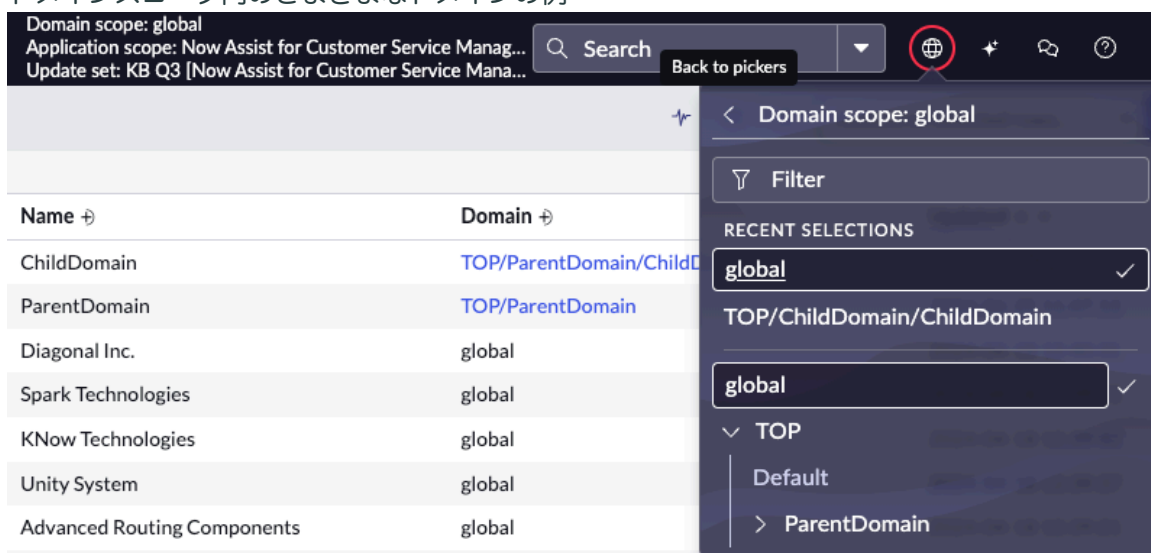 Domain scope: global
Application scope: Now Assist for Customer Service Manag...
Update set: KB Q3 [Now Assist for Customer Service Mana...
Search
Back to pickers
Domain scope: global
Filter
RECENT SELECTIONS
global
TOP/ChildDomain/ChildDomain
global
TOP
Default
ParentDomain
Name Domain
ChildDomain TOP/ParentDomain/ChildD
ParentDomain TOP/ParentDomain
Diagonal Inc. global
Spark Technologies global
KNow Technologies global
Unity System global
Advanced Routing Components global